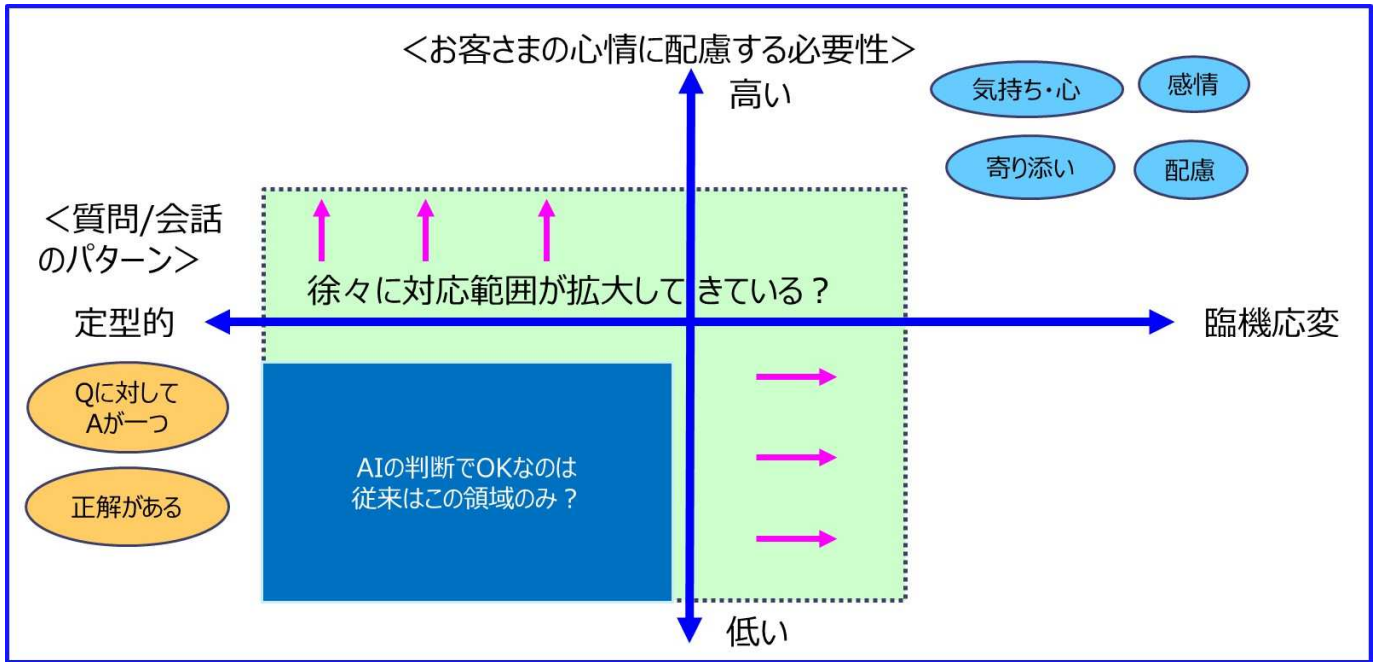 ＜お客さまの心情に配慮する必要性＞
高い
気持ち・心
感情
寄り添い
配慮
＜質問/会話
のパターン＞
徐々に対応範囲が拡大してきている？
定型的
臨機応変
Qに対して
Aが一つ
正解がある
AIの判断でOKなのは
従来はこの領域のみ？
低い